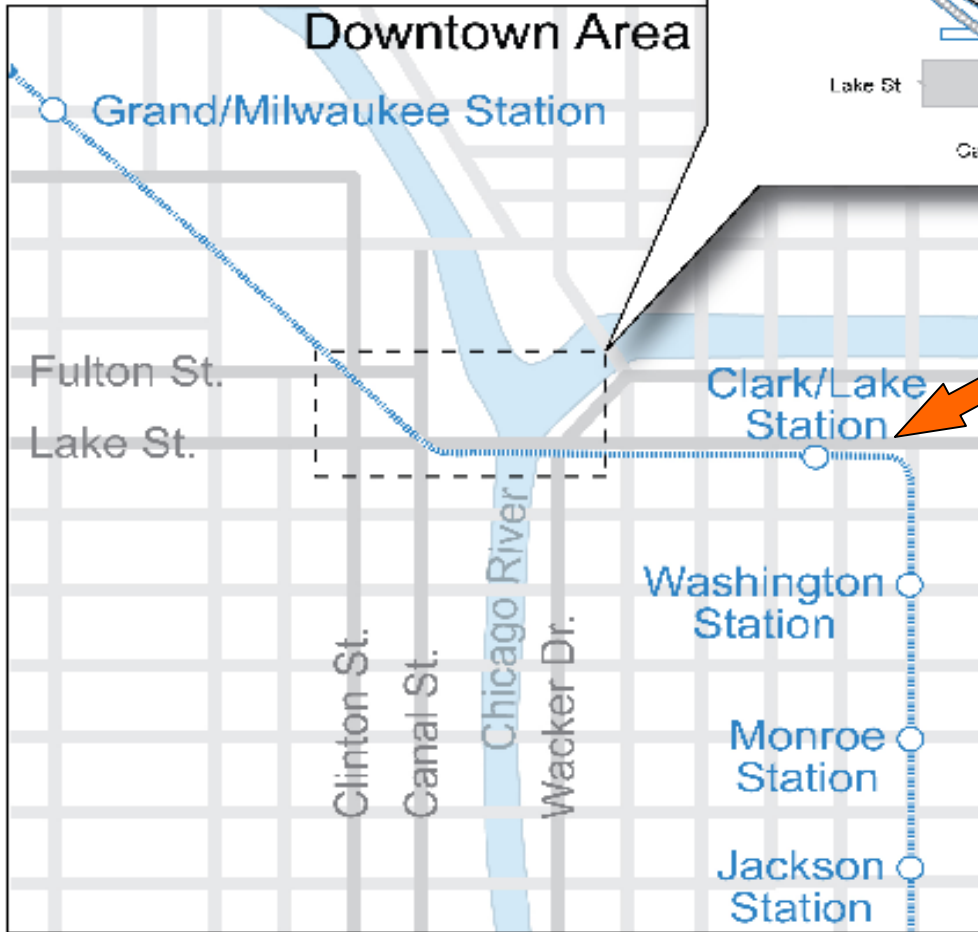 Downtown Area
Lake St
Grand/Milwaukee Station
Fulton St.
Lake St.
Clark/Lake
Station
Chicago River
Washington
Station
Clinton St.
Canal St.
Wacker Dr.
Monroe
Station
Jackson
Station